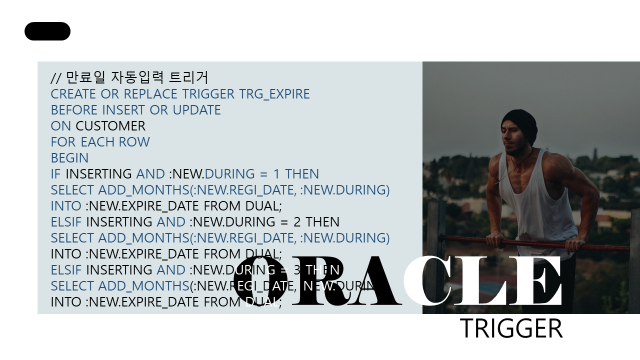 // 만료일 자동입력 트리거
CREATE OR REPLACE TRIGGER TRG_EXPIRE
BEFORE INSERT OR UPDATE
ON CUSTOMER
FOR EACH ROW
BEGIN
IF INSERTING AND :NEW.DURING = 1 THEN
SELECT ADD_MONTHS(:NEW.REGI_DATE, :NEW.DURING)
INTO :NEW.EXPIRE_DATE FROM DUAL;
ELSIF INSERTING AND :NEW.DURING = 2 THEN
SELECT ADD_MONTHS(:NEW.REGI_DATE, :NEW.DURING)
INTO :NEW.EXPIRE_DATE FROM DUAL;
ELSIF INSERTING AND :NEW.DURING = 3 THEN
SELECT ADD_MONTHS(:NEW.REGI_DATE, :NEW.DURING)
INTO :NEW.EXPIRE_DATE FROM DUAL;
ORACLE
TRIGGER